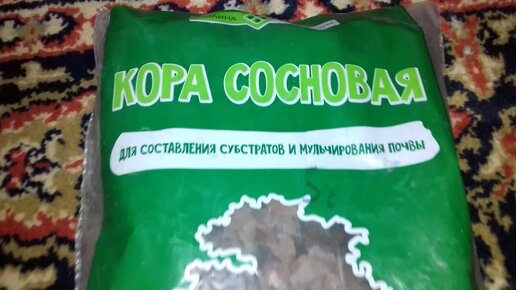 КОРА СОСНОВАЯ
ДЛЯ СОСТАВЛЕНИЯ СУБСТРАТОВ И МУЛЬЧИРОВАНИЯ ПОЧВЫ